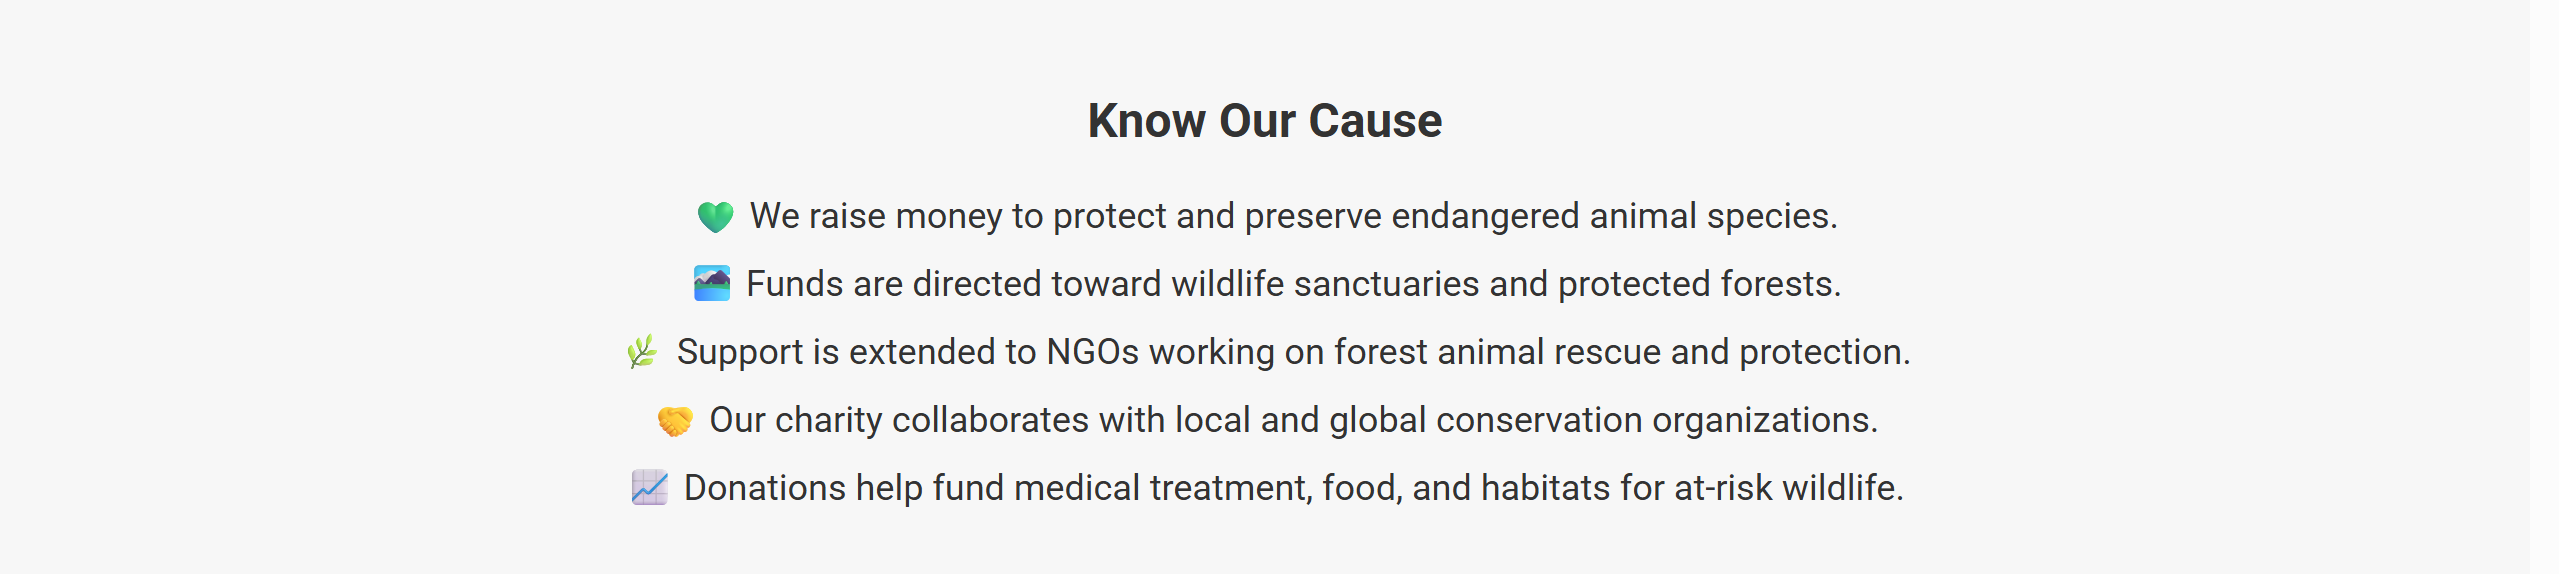 Know Our Cause
💚 We raise money to protect and preserve endangered animal species.
🏞️ Funds are directed toward wildlife sanctuaries and protected forests.
🌿 Support is extended to NGOs working on forest animal rescue and protection.
🤝 Our charity collaborates with local and global conservation organizations.
📈 Donations help fund medical treatment, food, and habitats for at-risk wildlife.